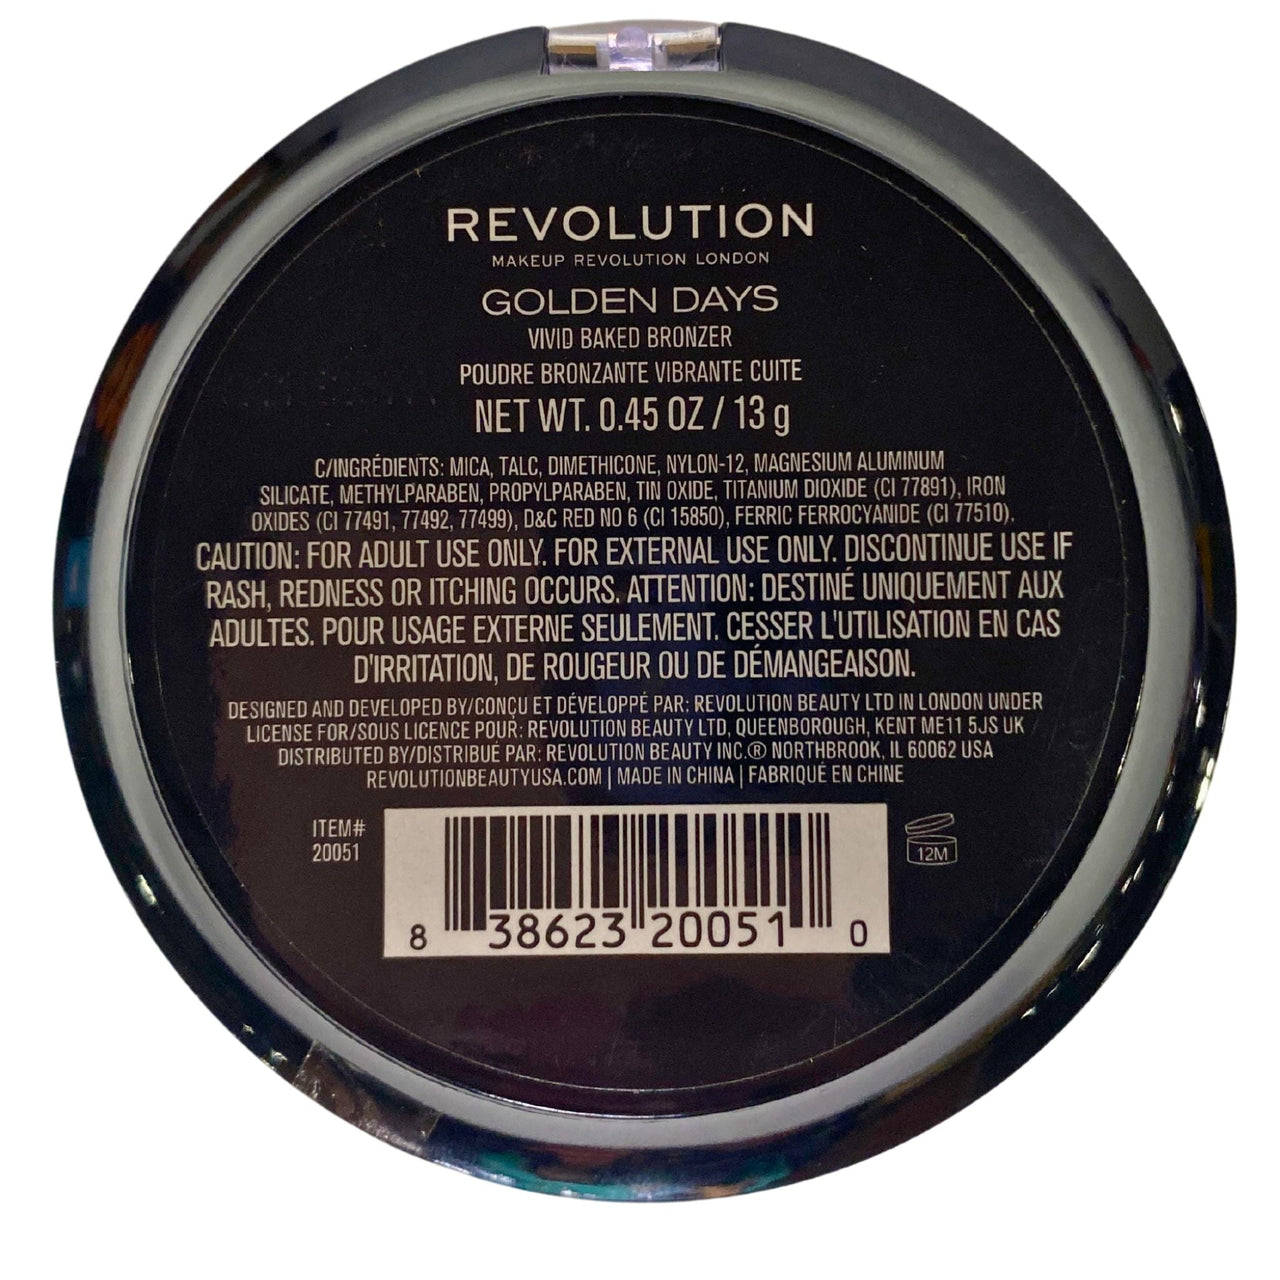 REVOLUTION
MAKEUP REVOLUTION LONDON
GOLDEN DAYS
VIVID BAKED BRONZER
POUDRE BRONZANTE VIBRANTE CUITE
NET WT. 0.45 OZ / 13 g
C/INGRÉDIENTS: MICA, TALC, DIMETHICONE, NYLON-12, MAGNESIUM ALUMINUM
SILICATE, METHYLPARABEN, PROPYLPARABEN, TIN OXIDE, TITANIUM DIOXIDE (CI 77891), IRON
OXIDES (CI 77491, 77492, 77499), D&C RED NO 6 (CI 15850), FERRIC FERROCYANIDE (CI 77510).
CAUTION: FOR ADULT USE ONLY. FOR EXTERNAL USE ONLY. DISCONTINUE USE IF
RASH, REDNESS OR ITCHING OCCURS. ATTENTION: DESTINÉ UNIQUEMENT AUX
ADULTES. POUR USAGE EXTERNE SEULEMENT. CESSER L'UTILISATION EN CAS
D'IRRITATION, DE ROUGEUR OU DE DÉMANGEAISON.
DESIGNED AND DEVELOPED BY/CONÇU ET DÉVELOPPÉ PAR: REVOLUTION BEAUTY LTD IN LONDON UNDER
LICENSE FOR/SOUS LICENCE POUR: REVOLUTION BEAUTY LTD, QUEENBOROUGH, KENT ME11 5JS UK
DISTRIBUTED BY/DISTRIBUÉ PAR: REVOLUTION BEAUTY INC.® NORTHBROOK, IL 60062 USA
REVOLUTIONBEAUTYUSA.COM | MADE IN CHINA | FABRIQUÉ EN CHINE
ITEM#
20051
12M
8 38623 20051 0